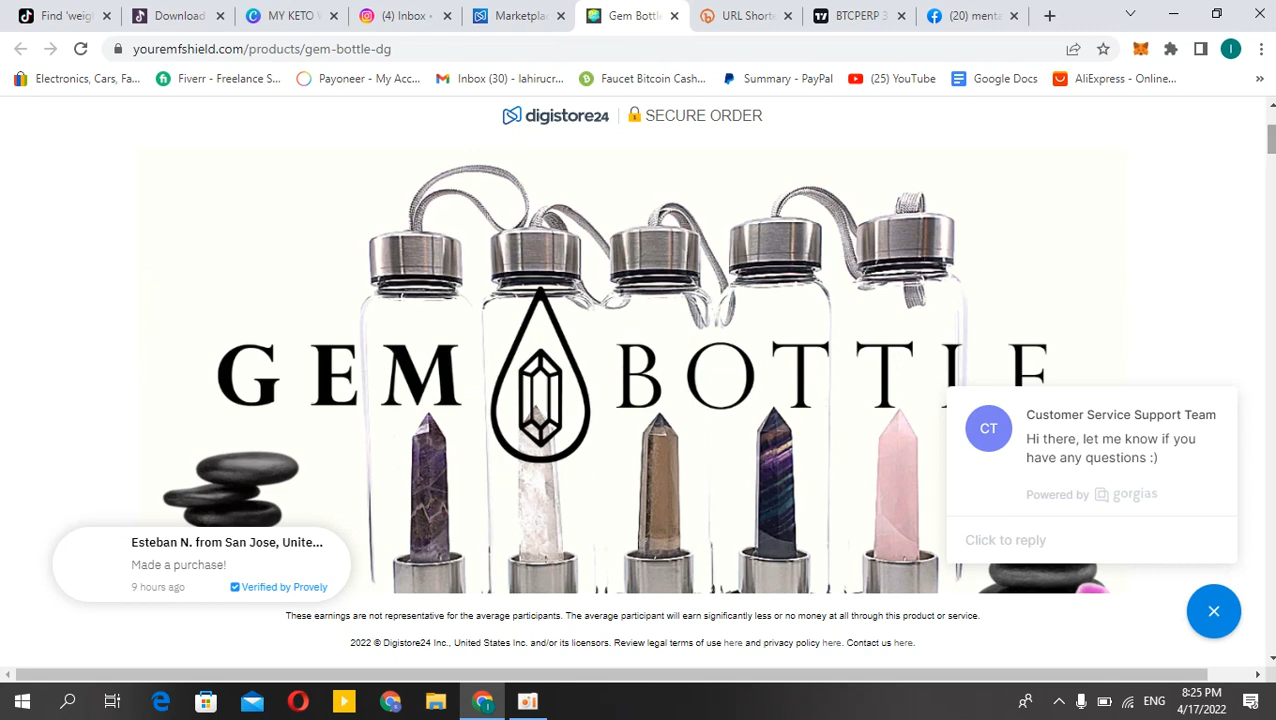 Find 'weig
Download
MY KETO
(4) Inbox
Marketpla
Gem Bottl
URL Shorte
BTCPERP 3
(20) menta
youremfshield.com/products/gem-bottle-dg
Electronics, Cars, Fa...
Fiverr - Freelance S...
Payoneer - My Acc...
Inbox (30) - lahirucr...
Faucet Bitcoin Cash...
Summary - PayPal
(25) YouTube
Google Docs
AliExpress - Online...
»
digistore24 | SECURE ORDER
GEM BOTTLE
CT
Customer Service Support Team
Hi there, let me know if you
have any questions :)
Powered by gorgias
Click to reply
Esteban N. from San Jose, Unite...
Made a purchase!
9 hours ago Verified by Provely
These earnings are not representative for the average participants. The average participant will earn significantly less or no money at all through this product or service.
2022 © Digistore24 Inc., United States Inc. and/or its licensors. Review legal terms of use here and privacy policy here. Contact us here.
ENG
8:25 PM
4/17/2022